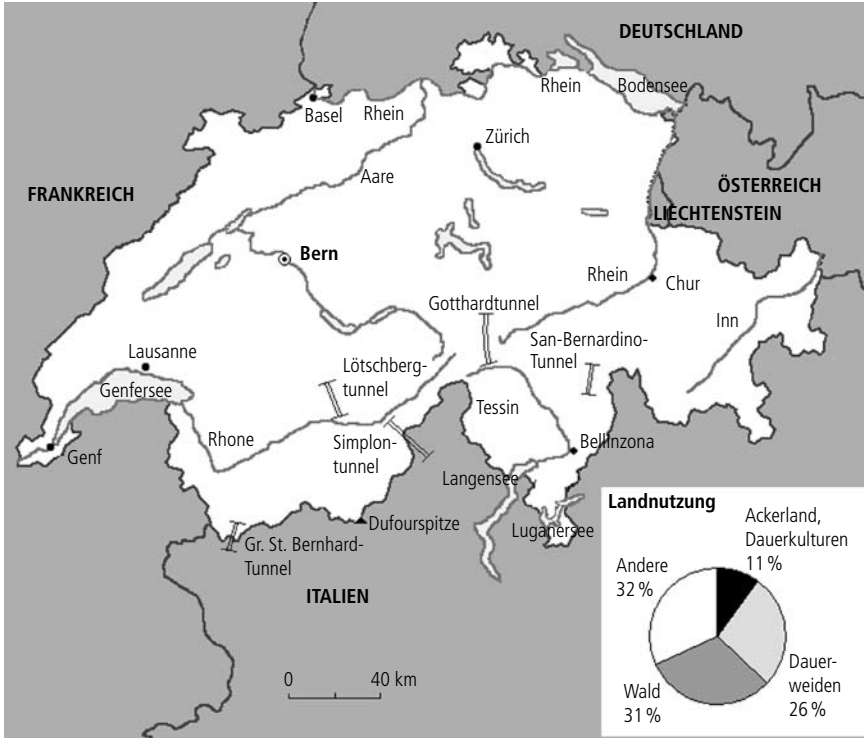 DEUTSCHLAND
Rhein
Bodensee
Basel
Rhein
Zürich
Aare
FRANKREICH
ÖSTERREICH
LIECHTENSTEIN
Bern
Rhein
Chur
Gotthardtunnel
Inn
San-Bernardino-
Tunnel
Lausanne
Lötschberg-
tunnel
Genfersee
Tessin
Rhone
Simplon-
tunnel
Bellinzona
Genf
Langensee
Dufourspitze
Luganersee
Gr. St. Bernhard-
Tunnel
ITALIEN
0 40 km
Landnutzung
Ackerland,
Dauerkulturen
11 %
Andere
32 %
Dauer-
weiden
26 %
Wald
31 %